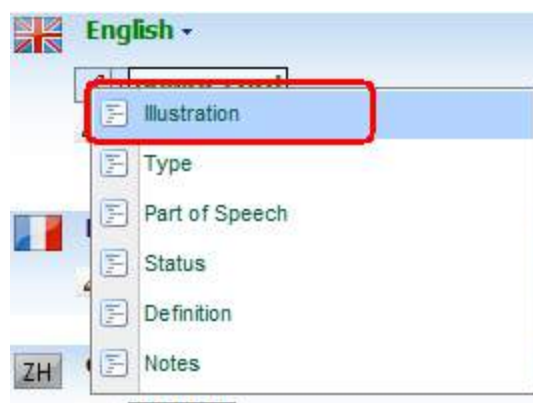 English
Illustration
Type
Part of Speech
Status
Definition
Notes
ZH